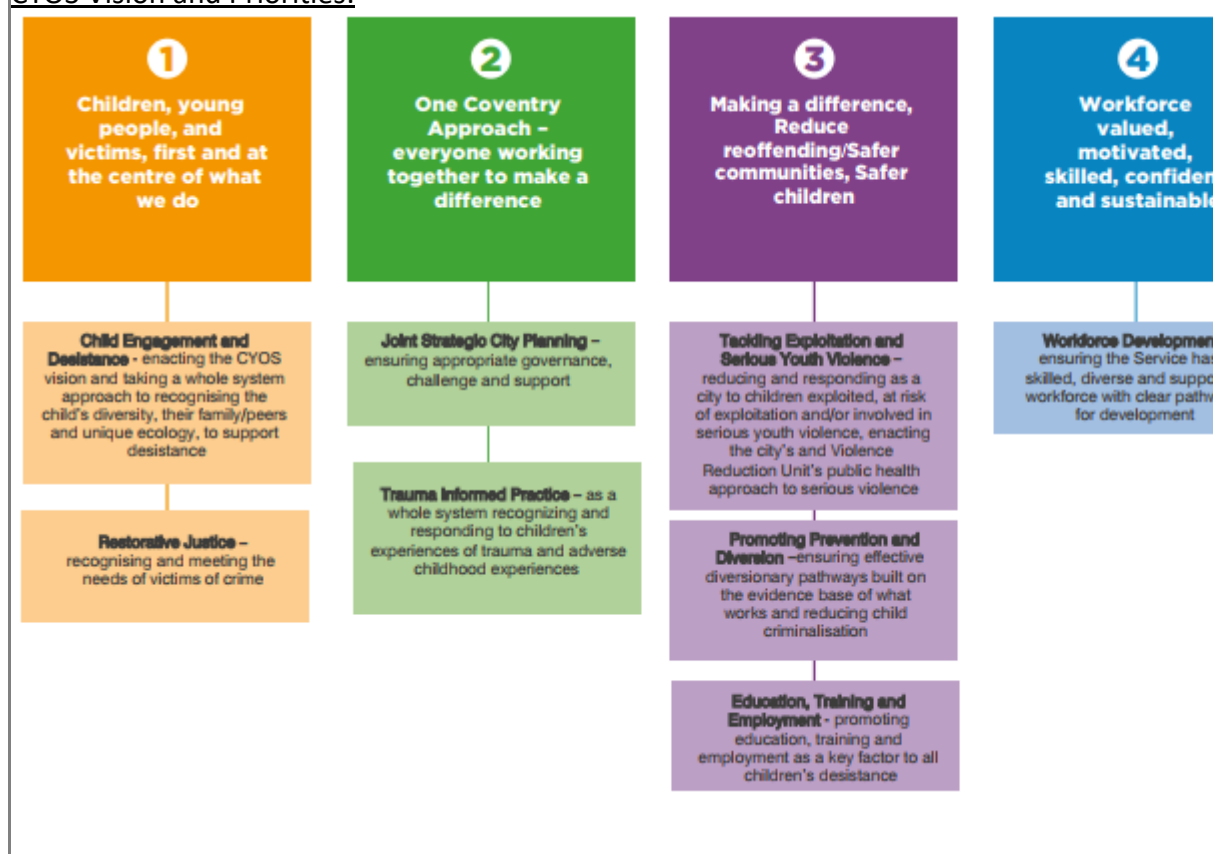 CYOS Vision and Priorities:
1
Children, young
people, and
victims, first and at
the centre of what
we do
Child Engagement and
Desistance - enacting the CYOS
vision and taking a whole system
approach to recognising the
child's diversity, their family/peers
and unique ecology, to support
desistance
Restorative Justice –
recognising and meeting the
needs of victims of crime
2
One Coventry
Approach –
everyone working
together to make a
difference
Joint Strategic City Planning –
ensuring appropriate governance,
challenge and support
Trauma Informed Practice – as a
whole system recognizing and
responding to children's
experiences of trauma and adverse
childhood experiences
3
Making a difference,
Reduce
reoffending/Safer
communities, Safer
children
Tackling Exploitation and
Serious Youth Violence –
reducing and responding as a
city to children exploited, at risk
of exploitation and/or involved in
serious youth violence, enacting
the city's and Violence
Reduction Unit's public health
approach to serious violence
Promoting Prevention and
Diversion –ensuring effective
diversionary pathways built on
the evidence base of what
works and reducing child
criminalisation
Education, Training and
Employment - promoting
education, training and
employment as a key factor to all
children's desistance
4
Workforce
valued,
motivated,
skilled, confiden
and sustainable
Workforce Developmen
ensuring the Service has
skilled, diverse and suppo
workforce with clear pathw
for development